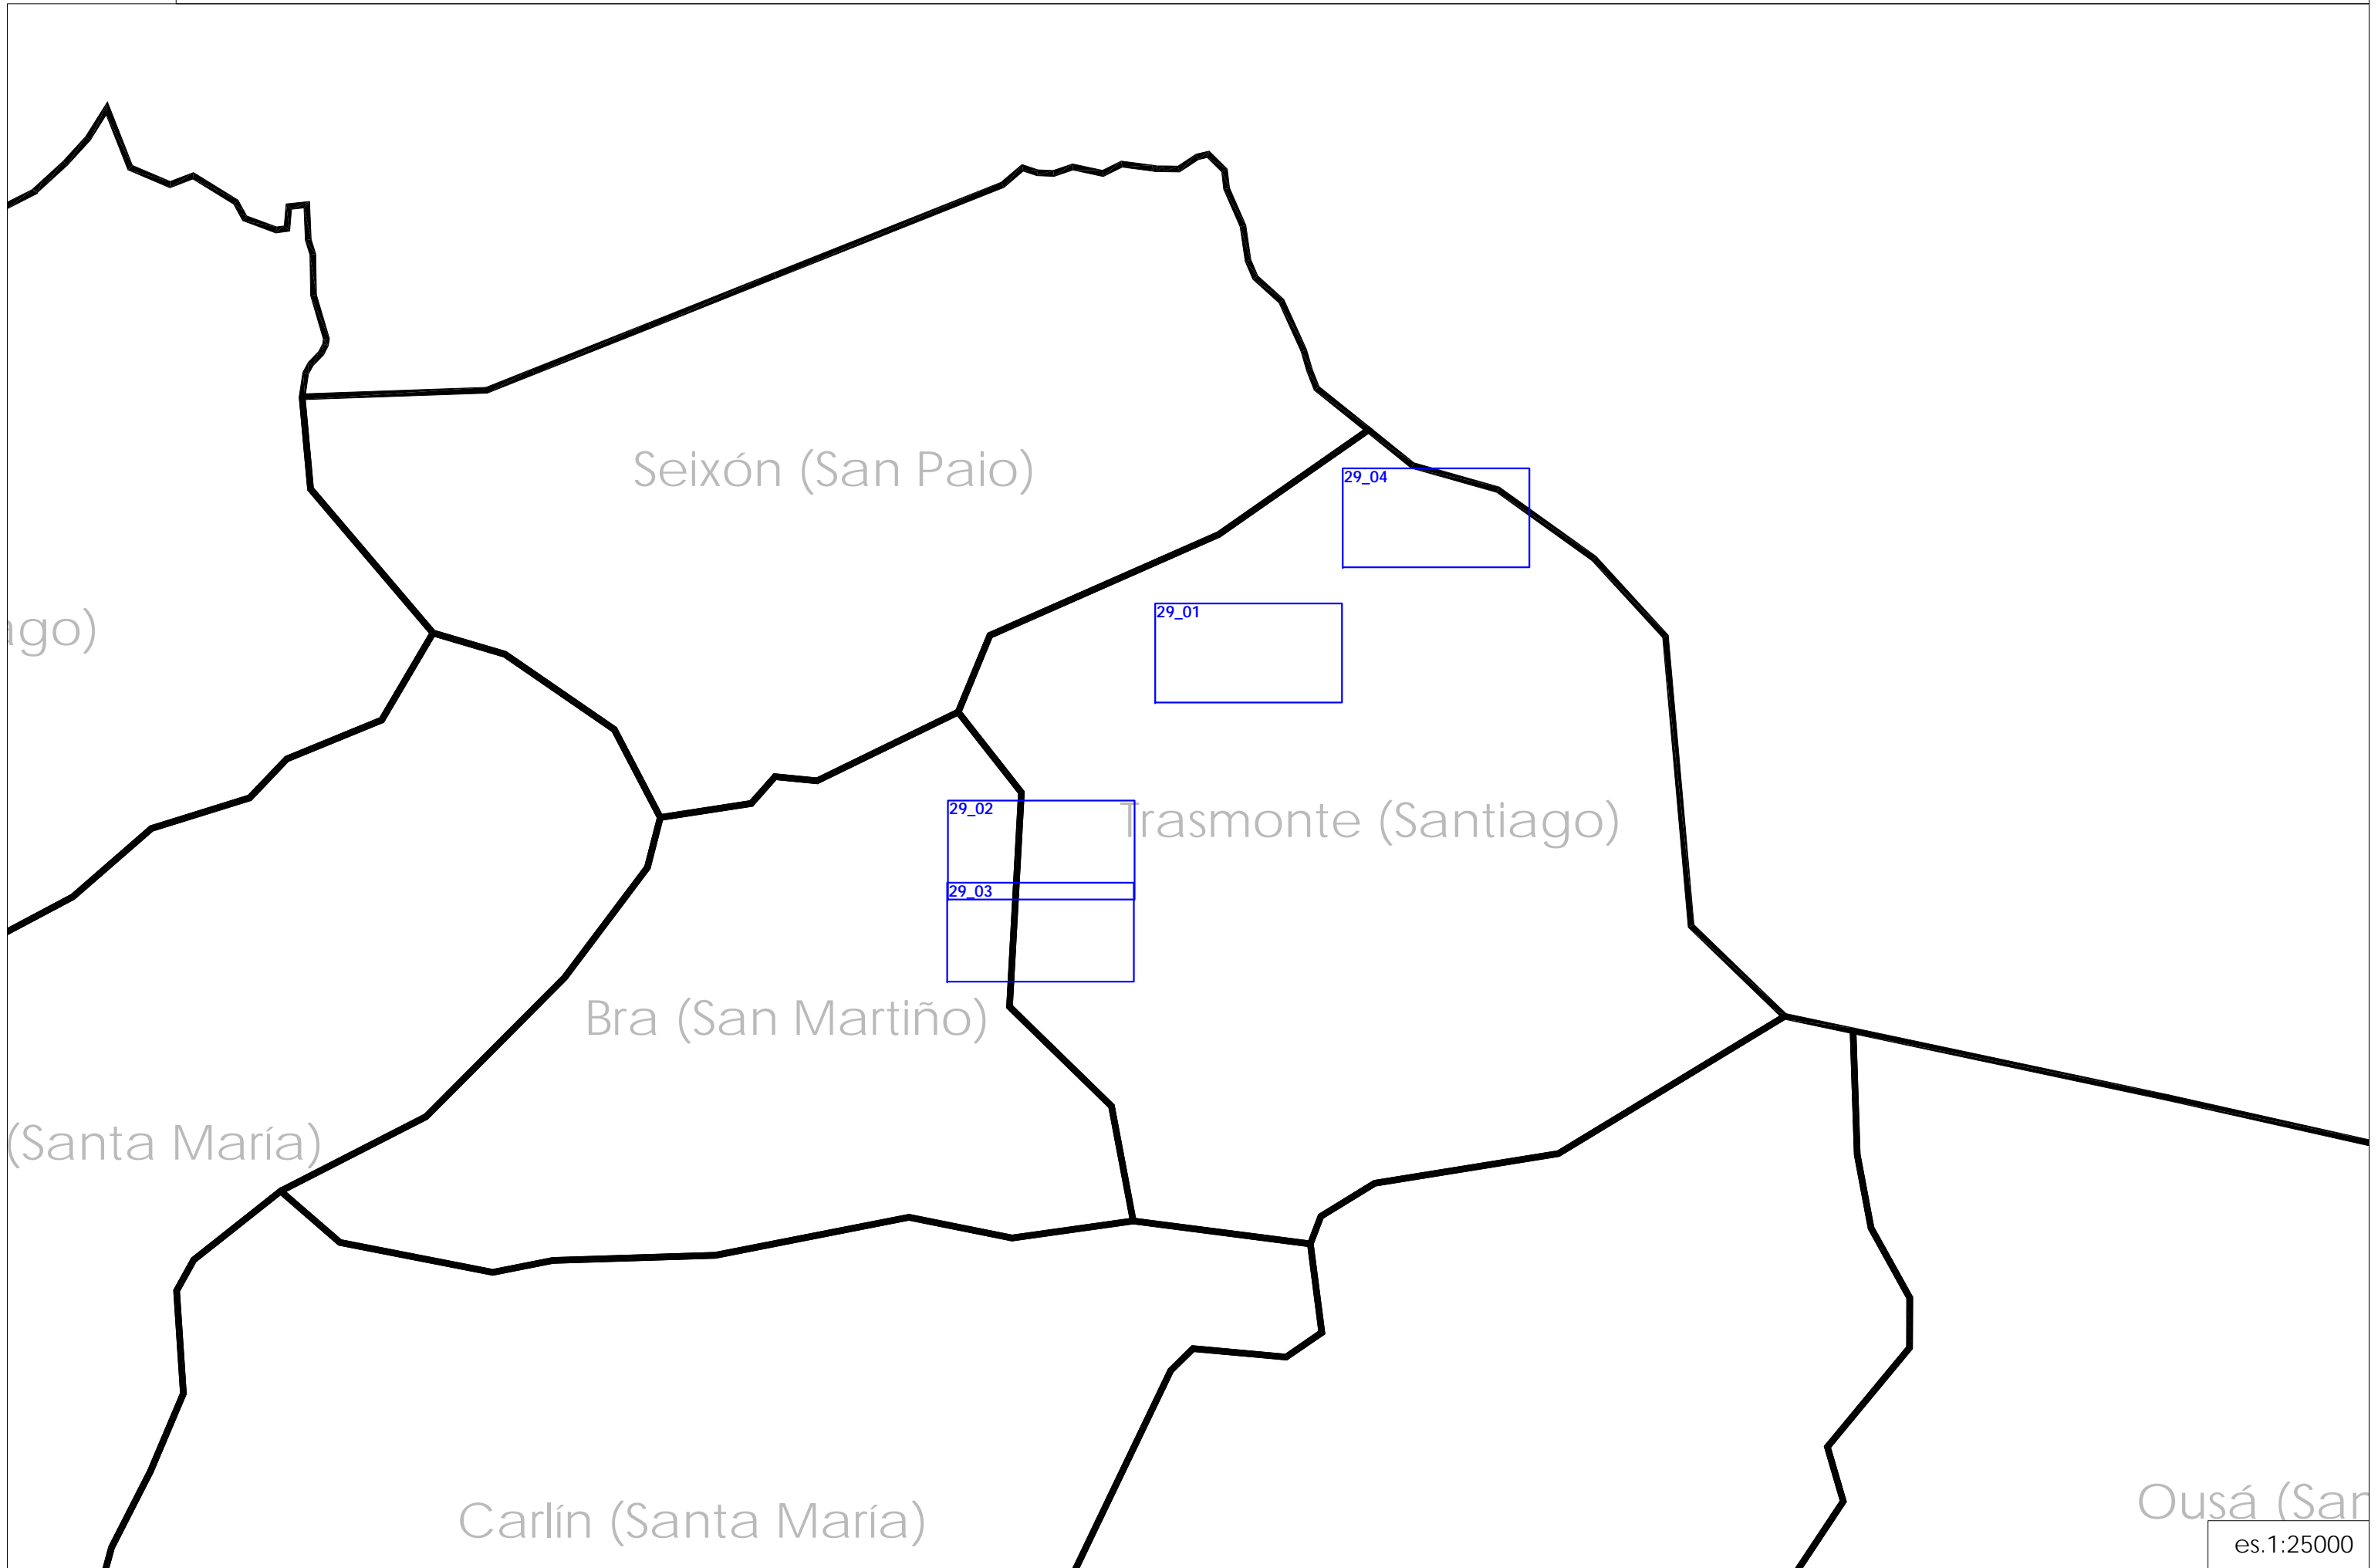 Seixón (San Paio)
29_04
29_01
ago)
29_02
Trasmonte (Santiago)
29_03
Bra (San Martiño)
(Santa María)
Carlín (Santa María)
Ousá (San
es.1:25000